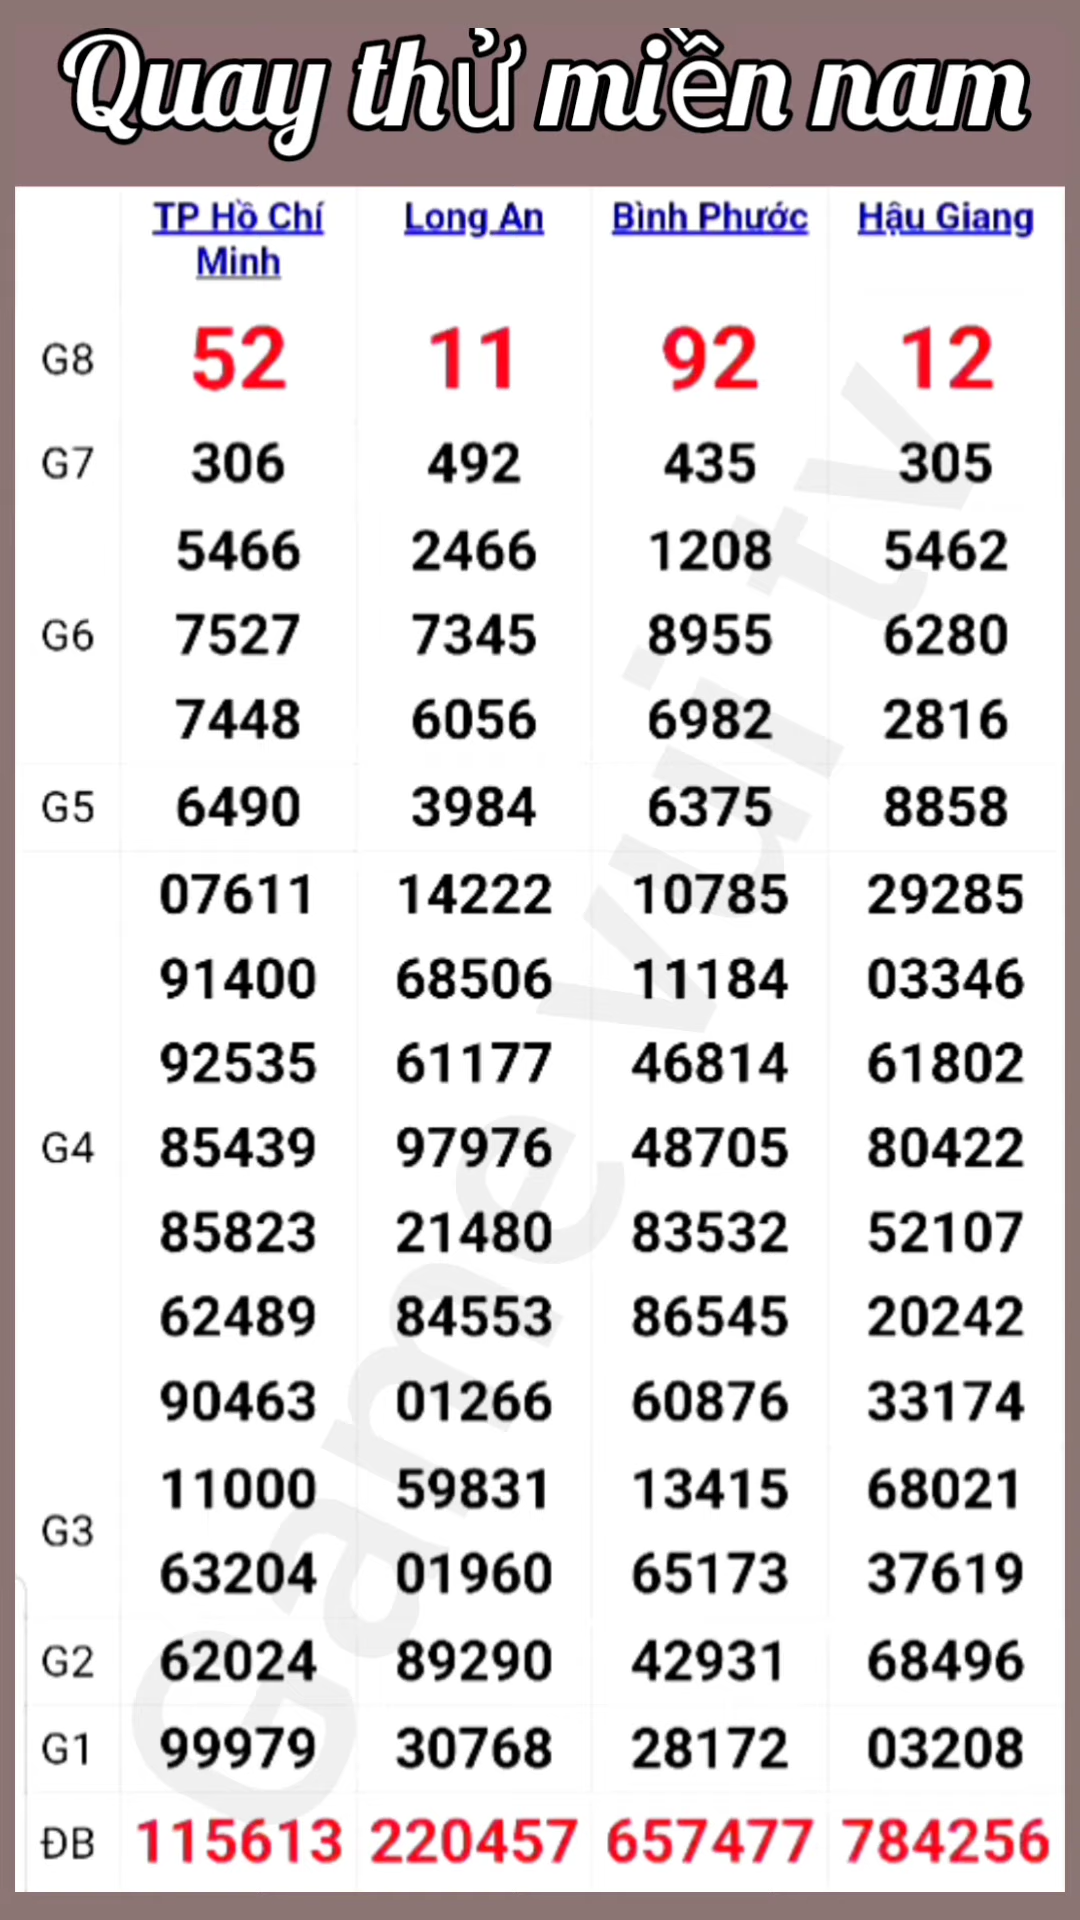 Quay thử miền nam
TP Hồ Chí Minh Long An Bình Phước Hậu Giang
G8 52 11 92 12
G7 306 492 435 305
5466 2466 1208 5462
G6 7527 7345 8955 6280
7448 6056 6982 2816
G5 6490 3984 6375 8858
07611 14222 10785 29285
91400 68506 11184 03346
92535 61177 46814 61802
G4 85439 97976 48705 80422
85823 21480 83532 52107
62489 84553 86545 20242
90463 01266 60876 33174
G3
11000 59831 13415 68021
63204 01960 65173 37619
G2 62024 89290 42931 68496
G1 99979 30768 28172 03208
ĐB 115613 220457 657477 784256
Game vui tv